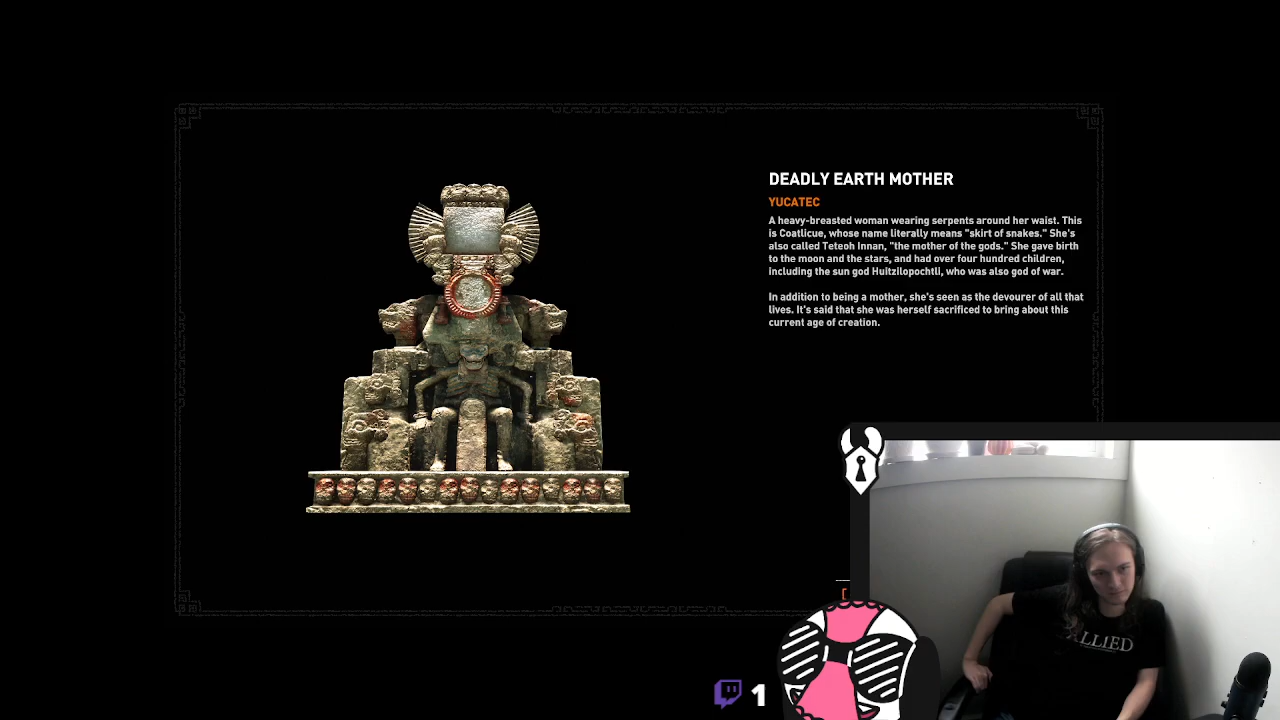 DEADLY EARTH MOTHER
YUCATEC
A heavy-breasted woman wearing serpents around her waist. This
is Coatlicue, whose name literally means "skirt of snakes." She's
also called Teteoh Innan, "the mother of the gods." She gave birth
to the moon and the stars, and had over four hundred children,
including the sun god Huitzilopochtli, who was also god of war.
In addition to being a mother, she's seen as the devourer of all that
lives. It's said that she was herself sacrificed to bring about this
current age of creation.
ALLIED
1